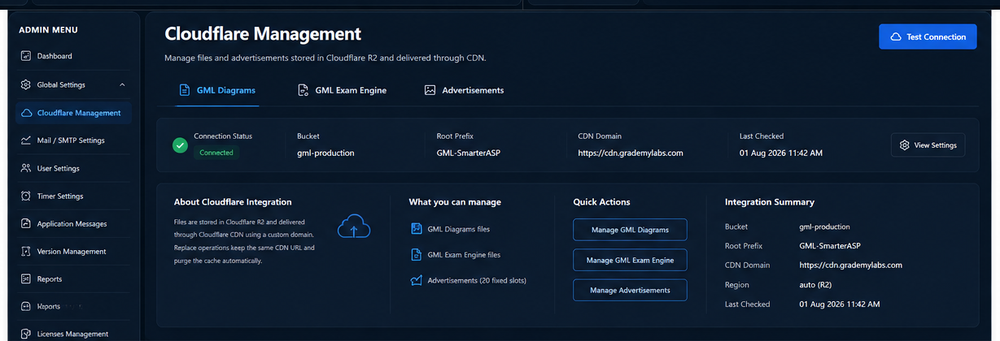 ADMIN MENU
Dashboard
Global Settings
Cloudflare Management
Mail / SMTP Settings
User Settings
Timer Settings
Application Messages
Version Management
Reports
Reports
Licenses Management
Cloudflare Management
Manage files and advertisements stored in Cloudflare R2 and delivered through CDN.
Test Connection
GML Diagrams
GML Exam Engine
Advertisements
Connection Status
Connected
Bucket
gml-production
Root Prefix
GML-SmarterASP
CDN Domain
https://cdn.grademylabs.com
Last Checked
01 Aug 2026 11:42 AM
View Settings
About Cloudflare Integration
Files are stored in Cloudflare R2 and delivered
through Cloudflare CDN using a custom domain.
Replace operations keep the same CDN URL and
purge the cache automatically.
What you can manage
GML Diagrams files
GML Exam Engine files
Advertisements (20 fixed slots)
Quick Actions
Manage GML Diagrams
Manage GML Exam Engine
Manage Advertisements
Integration Summary
Bucket gml-production
Root Prefix GML-SmarterASP
CDN Domain https://cdn.grademylabs.com
Region auto (R2)
Last Checked 01 Aug 2026 11:42 AM